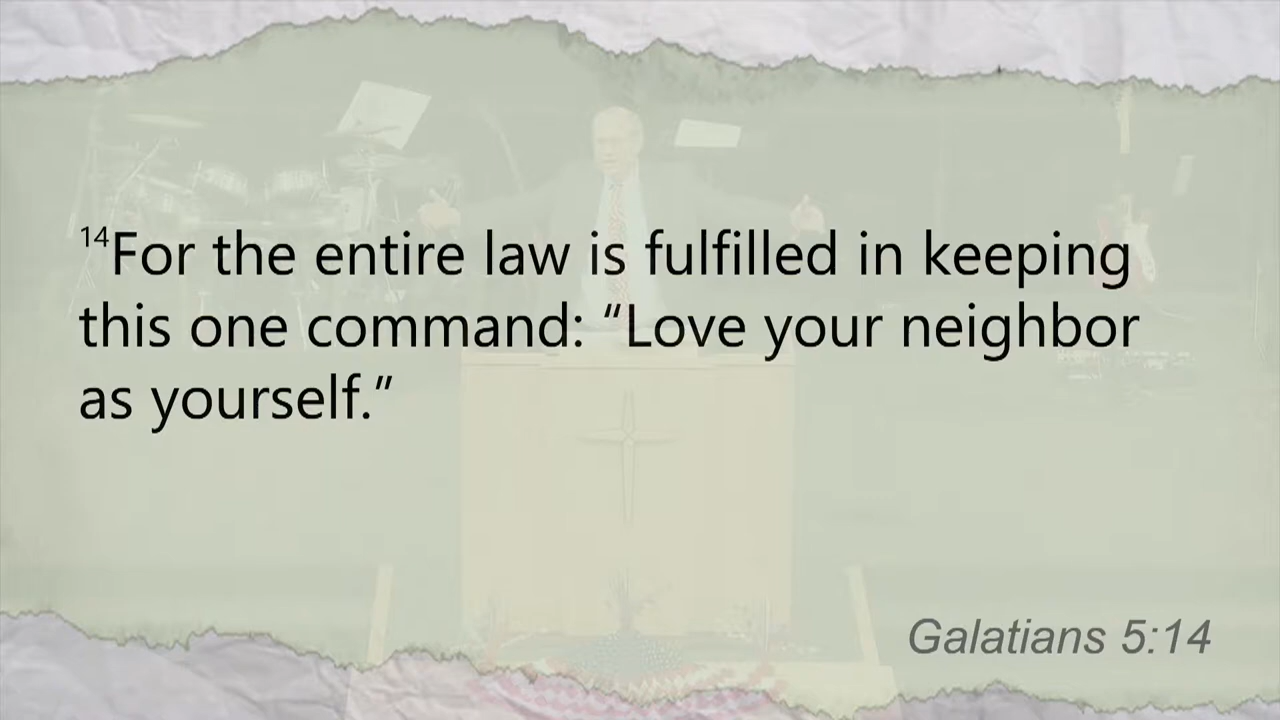 14For the entire law is fulfilled in keeping
this one command: “Love your neighbor
as yourself.”
Galatians 5:14